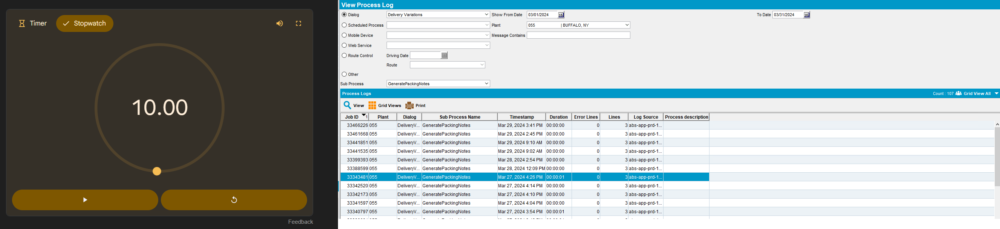 Timer
Stopwatch
10.00
Feedback
View Process Log
Dialog Delivery Variations Show From Date 03/01/2024 16 To Date 03/31/2024 16
Scheduled Process Plant 055 | BUFFALO, NY
Mobile Device Message Contains
Web Service
Route Control Driving Date 16
Route
Other
Sub Process GeneratePackingNotes
Process Logs Count : 107 Grid View All
View Grid Views Print
Job ID 1 Plant Dialog Sub Process Name Timestamp Duration Error Lines Lines Log Source Process description
33466226 055 DeliveryV... GeneratePackingNotes Mar 29, 2024 3:41 PM 00:00:00 0 3 abs-app-prd-1...
33461668 055 DeliveryV... GeneratePackingNotes Mar 29, 2024 2:45 PM 00:00:00 0 3 abs-app-prd-1...
33441851 055 DeliveryV... GeneratePackingNotes Mar 29, 2024 9:10 AM 00:00:00 0 3 abs-app-prd-1...
33441535 055 DeliveryV... GeneratePackingNotes Mar 29, 2024 9:02 AM 00:00:00 0 3 abs-app-prd-1...
33399393 055 DeliveryV... GeneratePackingNotes Mar 28, 2024 2:54 PM 00:00:00 0 3 abs-app-prd-1...
33388599 055 DeliveryV... GeneratePackingNotes Mar 28, 2024 12:09 PM 00:00:00 0 3 abs-app-prd-1...
33343481 055 DeliveryV... GeneratePackingNotes Mar 27, 2024 4:26 PM 00:00:01 0 3 abs-app-prd-1...
33342520 055 DeliveryV... GeneratePackingNotes Mar 27, 2024 4:14 PM 00:00:00 0 3 abs-app-prd-1...
33342173 055 DeliveryV... GeneratePackingNotes Mar 27, 2024 4:10 PM 00:00:00 0 3 abs-app-prd-1...
33341597 055 DeliveryV... GeneratePackingNotes Mar 27, 2024 4:04 PM 00:00:00 0 3 abs-app-prd-1...
33340797 055 DeliveryV... GeneratePackingNotes Mar 27, 2024 3:54 PM 00:00:01 0 3 abs-app-prd-1...